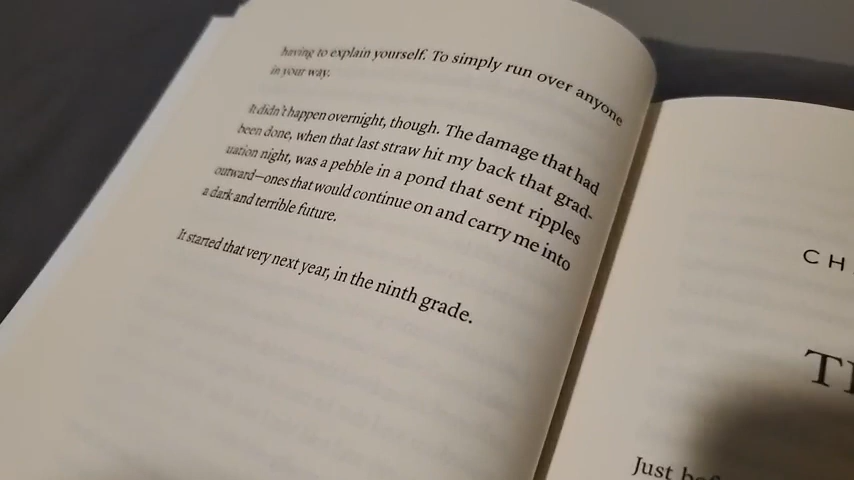 having to explain yourself. To simply run over anyone
in your way.
It didn't happen overnight, though. The damage that had
been done, when that last straw hit my back that grad-
uation night, was a pebble in a pond that sent ripples
outward—ones that would continue on and carry me into
a dark and terrible future.
It started that very next year, in the ninth grade.
CH
T
Just